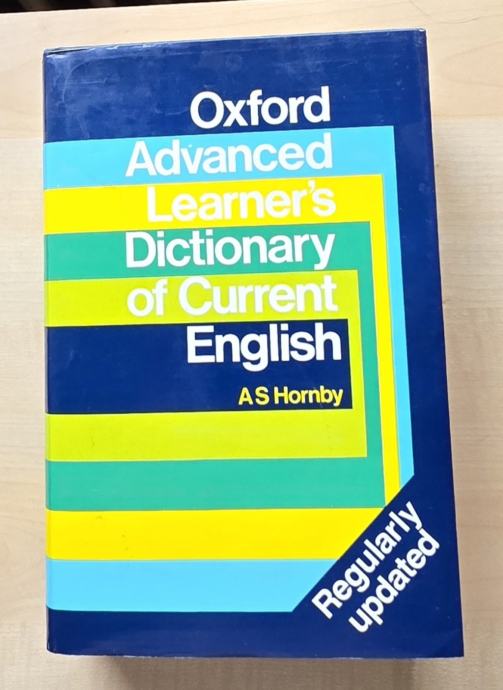 Oxford
Advanced
Learner's
Dictionary
of Current
English
A S Hornby
Regularly
updated